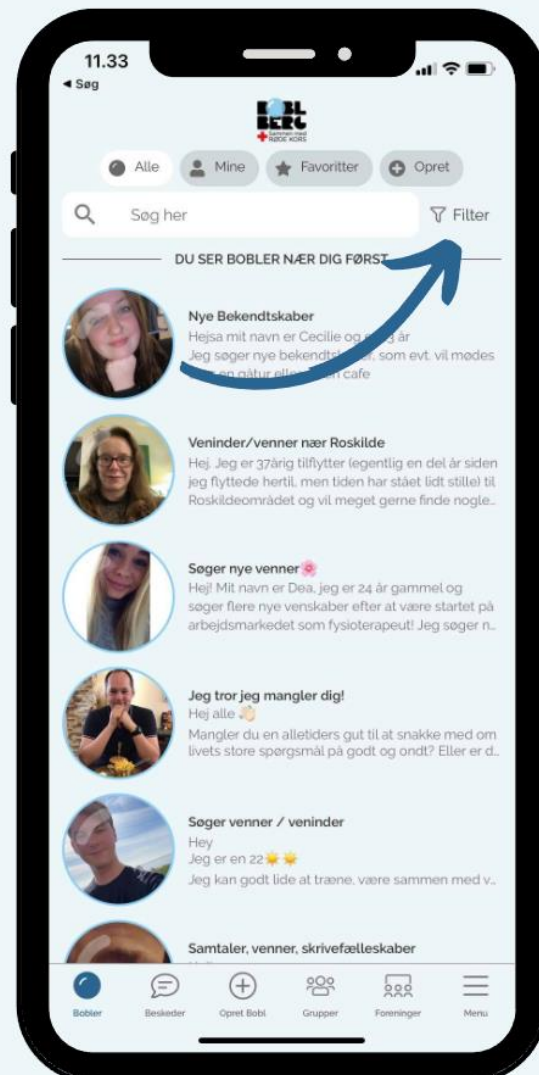 11.33
◀ Søg
BOBL
BERG
Sammen med
RØDE KORS
Alle
Mine
Favoritter
Opret
Søg her
Filter
DU SER BOBLER NÆR DIG FØRST
Nye Bekendtskaber
Hejsa mit navn er Cecilie og år
Jeg søger nye bekendtskaber, som evt. vil mødes
en gåtur cafe
Veninder/venner nær Roskilde
Hej. Jeg er 37årig tilflytter (egentlig en del år siden
jeg flyttede hertil, men tiden har stået lidt stille) til
Roskildeområdet og vil meget gerne finde nogle...
Søger nye venner🌸
Hej! Mit navn er Dea, jeg er 24 år gammel og
søger flere nye venskaber efter at være startet på
arbejdsmarkedet som fysioterapeut! Jeg søger n...
Jeg tror jeg mangler dig!
Hej alle 👋🏻
Mangler du en alletiders gut til at snakke med om
livets store spørgsmål på godt og ondt? Eller er d...
Søger venner / veninder
Hey
Jeg er en 22☀️☀️
Jeg kan godt lide at træne, være sammen med v...
Samtaler, venner, skrivefælleskaber
Bobler
Beskeder
Opret Bobl
Grupper
Foreninger
Menu